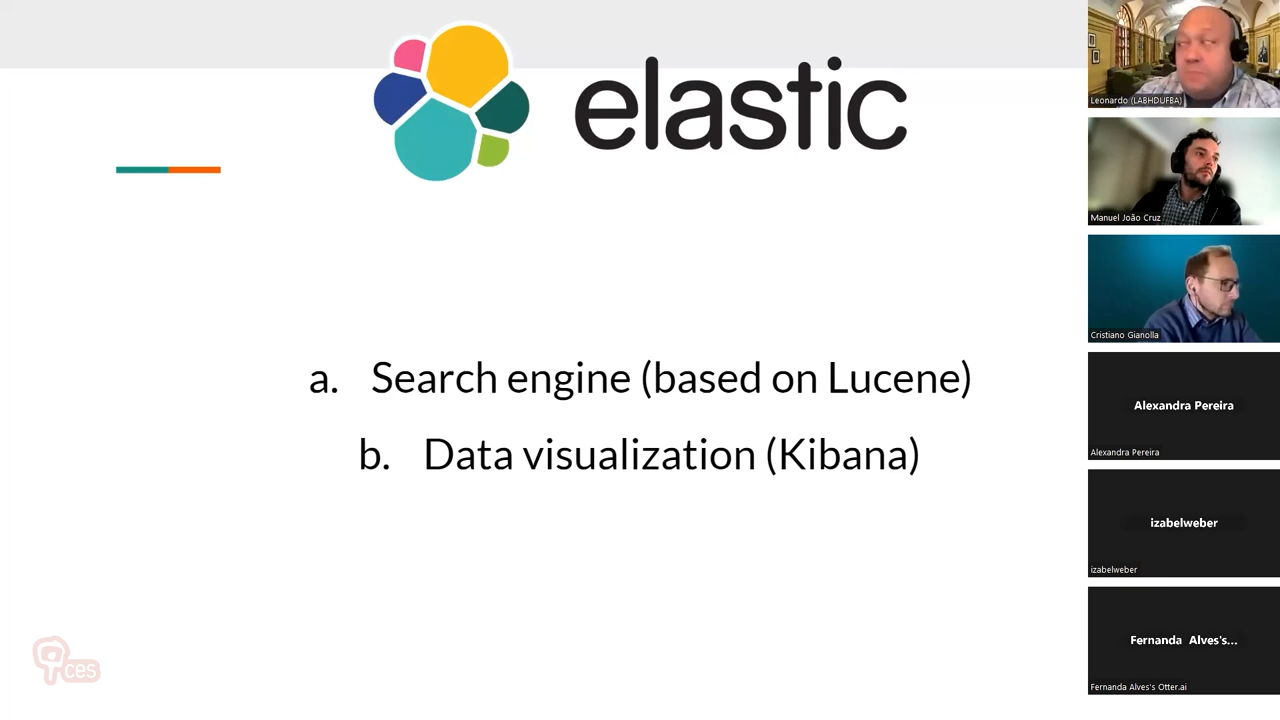 elastic
a. Search engine (based on Lucene)
b. Data visualization (Kibana)
ces
Leonardo (LABHDUFBA)
Manuel João Cruz
Cristiano Gianolla
Alexandra Pereira
Alexandra Pereira
izabelweber
izabelweber
Fernanda Alves's...
Fernanda Alves's Otter.ai